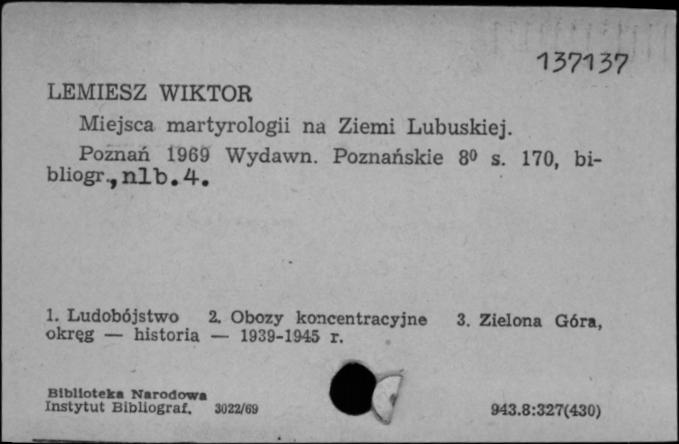 137137
LEMIESZ WIKTOR
Miejsca martyrologii na Ziemi Lubuskiej.
Poznań 1969 Wydawn. Poznańskie 8⁰ s. 170, bi-
bliogr., nlb. 4.
1. Ludobójstwo 2. Obozy koncentracyjne 3. Zielona Góra,
okręg — historia — 1939-1945 r.
Biblioteka Narodowa
Instytut Bibliograf. 3022/69
943.8:327(430)